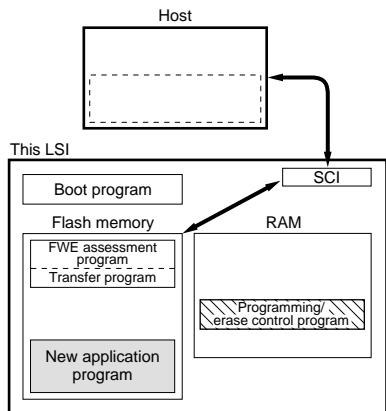 Host
This LSI
SCI
Boot program
Flash memory
RAM
FWE assessment
program
Transfer program
Programming/
erase control program
New application
program